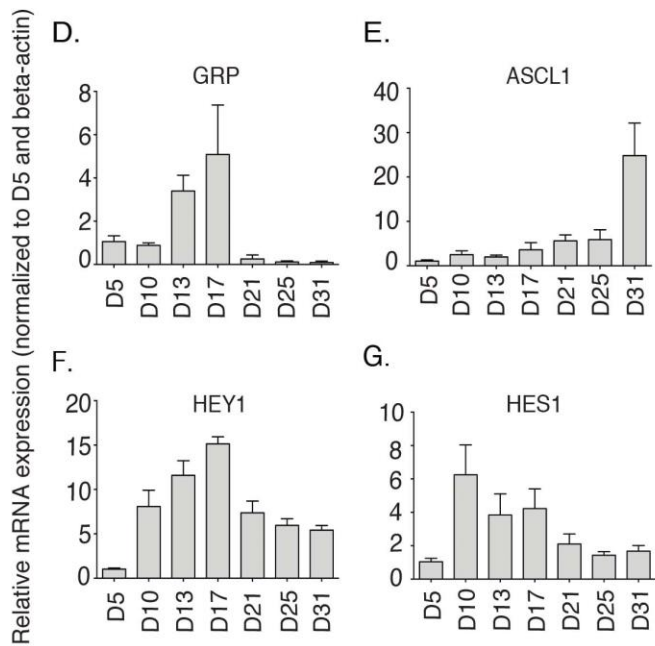 Relative mRNA expression (normalized to D5 and beta-actin)
D.
GRP
8
6
4
2
0
D5
D10
D13
D17
D21
D25
D31
E.
ASCL1
40
30
20
10
0
D5
D10
D13
D17
D21
D25
D31
F.
HEY1
20
15
10
5
0
D5
D10
D13
D17
D21
D25
D31
G.
HES1
10
8
6
4
2
0
D5
D10
D13
D17
D21
D25
D31